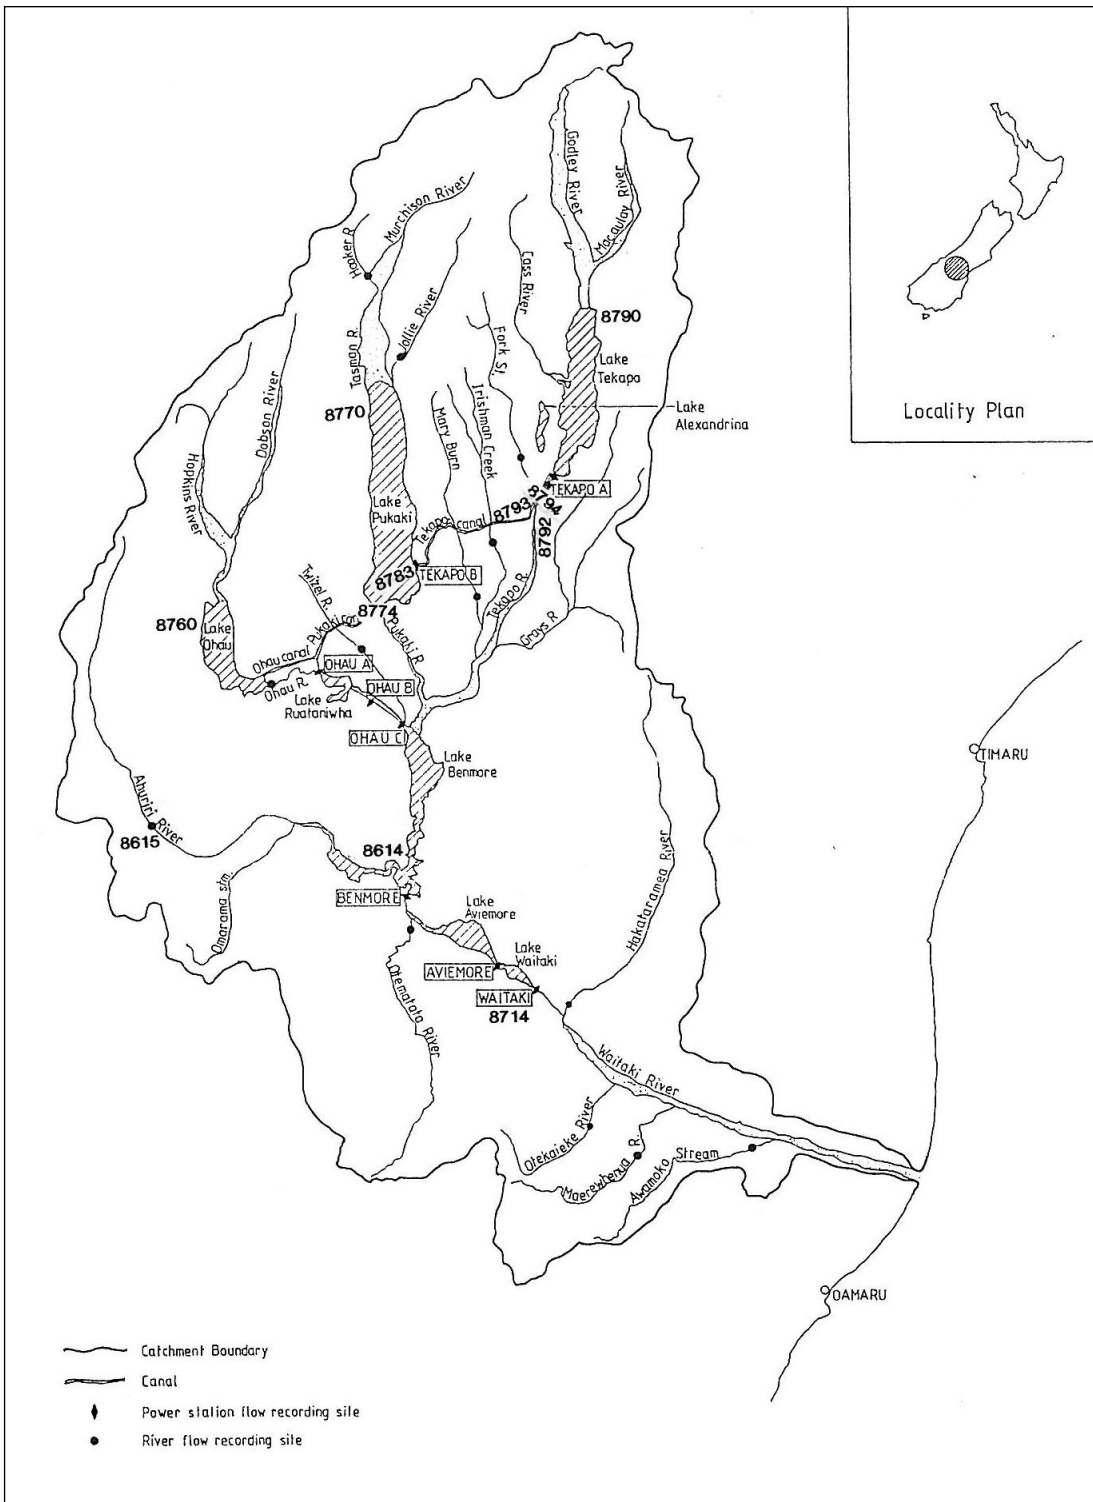 Godley River
Macaulay River
Murchison River
Hooker R.
Cass River
Jollie River
Fork St.
Tasman R.
8790
Lake
Tekapo
8770
Irishman Creek
Mary Burn
Lake
Alexandrina
Dobson River
Hopkins River
Lake
Pukaki
Tekapo canal
8793
8794
TEKAPO A
8792
8783
TEKAPO B
Tekapo R.
Grays R
Twizel R.
8774
Pukaki can.
Pukaki R
8760
Lake
Ohau
Ohau canal
OHAU A
Ohau R.
OHAU B
Lake
Ruataniwha
OHAU C
Lake
Benmore
Ahuriri River
8615
8614
Omarama stm.
BENMORE
Lake
Aviemore
Lake
Waitaki
AVIEMORE
WAITAKI
8714
Otematata River
Hakataramea River
Waitaki River
Otekaieke River
Maerewhenua R.
Awamoko Stream
TIMARU
OAMARU
Locality Plan
Catchment Boundary
Canal
Power station flow recording site
River flow recording site